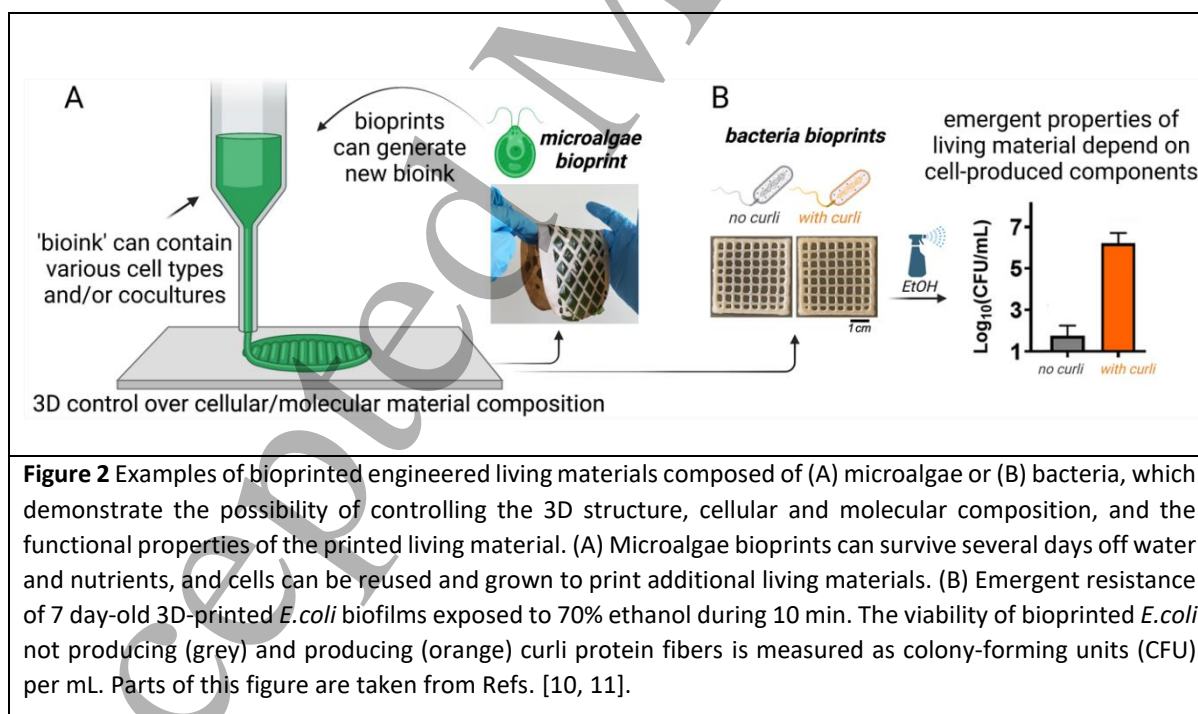 A
bioprints
can generate
new bioink
microalgae
bioprint
'bioink' can contain
various cell types
and/or cocultures
3D control over cellular/molecular material composition
B
bacteria bioprints
no curli
with curli
1cm
EtOH
emergent properties of
living material depend on
cell-produced components
Log10(CFU/mL)
7
5
3
1
no curli
with curli
Figure 2 Examples of bioprinted engineered living materials composed of (A) microalgae or (B) bacteria, which
demonstrate the possibility of controlling the 3D structure, cellular and molecular composition, and the
functional properties of the printed living material. (A) Microalgae bioprints can survive several days off water
and nutrients, and cells can be reused and grown to print additional living materials. (B) Emergent resistance
of 7 day-old 3D-printed E.coli biofilms exposed to 70% ethanol during 10 min. The viability of bioprinted E.coli
not producing (grey) and producing (orange) curli protein fibers is measured as colony-forming units (CFU)
per mL. Parts of this figure are taken from Refs. [10, 11].